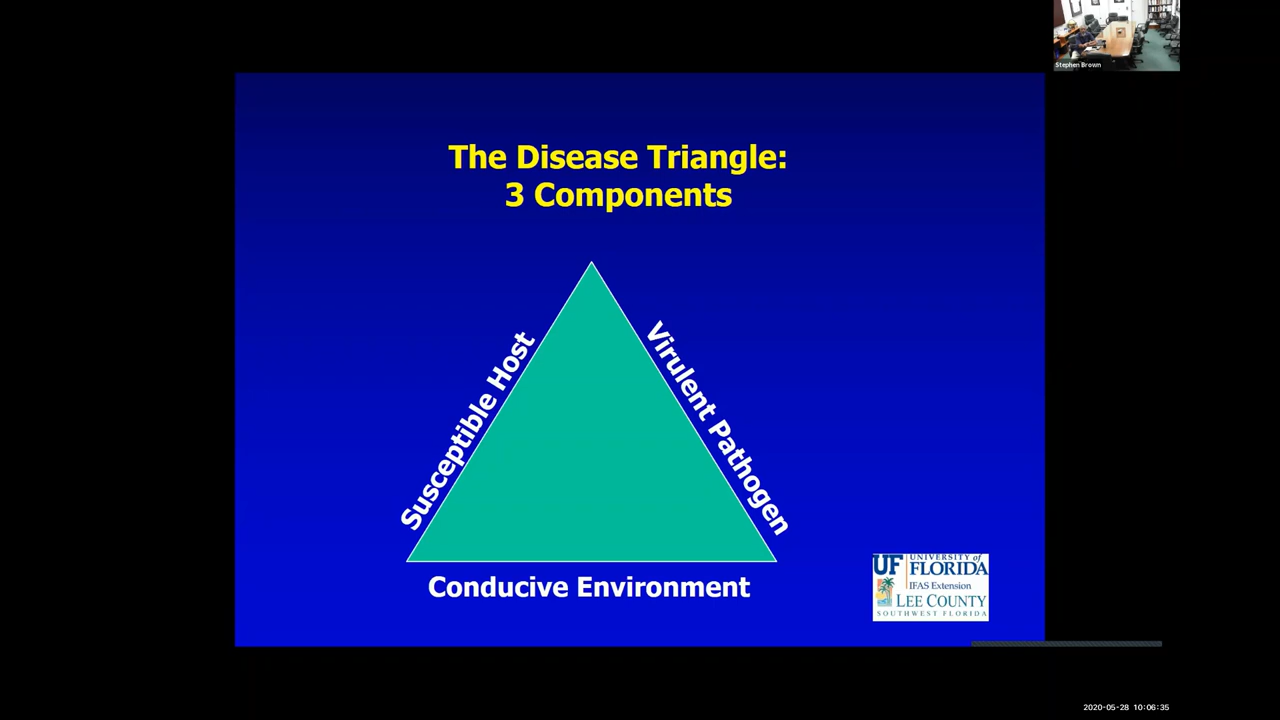 Stephen Brown
The Disease Triangle:
3 Components
Susceptible Host
Virulent Pathogen
Conducive Environment
UF
UNIVERSITY of
FLORIDA
IFAS Extension
LEE COUNTY
SOUTHWEST FLORIDA
2020-05-28 10:06:35